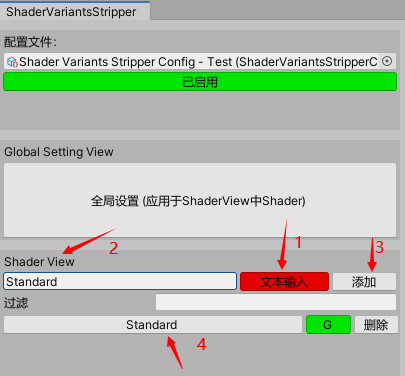 ShaderVariantsStripper
配置文件:
Shader Variants Stripper Config - Test (ShaderVariantsStripperC
已启用
Global Setting View
全局设置 (应用于ShaderView中Shader)
2 1 3
Shader View
Standard 文本输入 添加
过滤
Standard G 删除
4